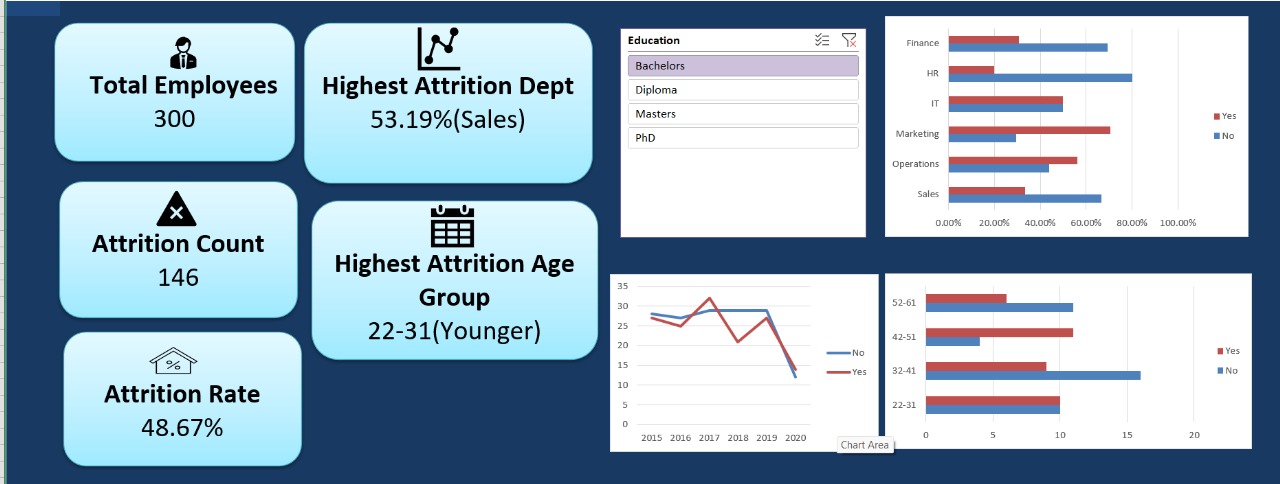 Total Employees
300
Highest Attrition Dept
53.19%(Sales)
Attrition Count
146
Highest Attrition Age
Group
22-31(Younger)
%
Attrition Rate
48.67%
Education
Bachelors
Diploma
Masters
PhD
Finance
HR
IT
Marketing
Operations
Sales
0.00% 20.00% 40.00% 60.00% 80.00% 100.00%
Yes
No
35
30
25
20
15
10
5
0
2015 2016 2017 2018 2019 2020
No
Yes
Chart Area
52-61
42-51
32-41
22-31
0 5 10 15 20
Yes
No